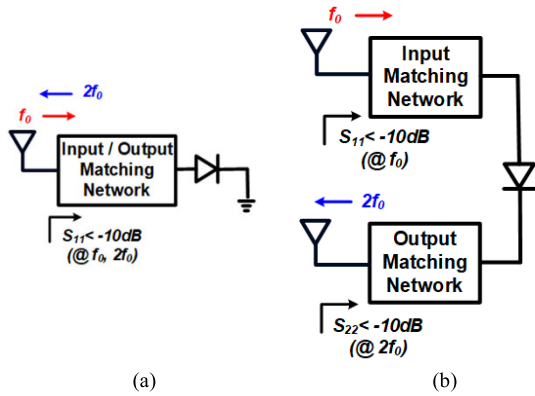 2f0
f0
Input / Output
Matching
Network
S11< -10dB
(@ f0, 2f0)
(a)
f0
Input
Matching
Network
S11< -10dB
(@ f0)
2f0
Output
Matching
Network
S22< -10dB
(@ 2f0)
(b)